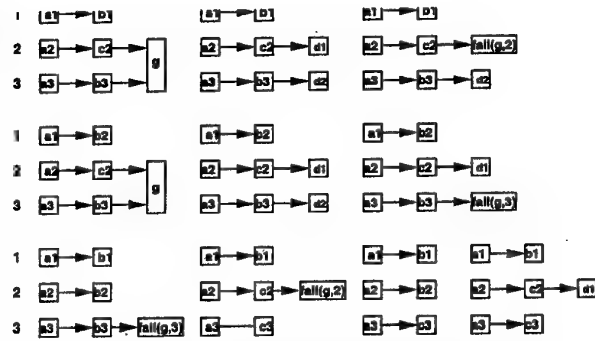 1 a1 b1 a1 b1 a1 b1
2 a2 c2 g a2 c2 d1 a2 c2 fail(g,2)
3 a3 b3 a3 b3 d2 a3 b3 d2
1 a1 b2 a1 b2 a1 b2
2 a2 c2 g a2 c2 d1 a2 c2 d1
3 a3 b3 a3 b3 d2 a3 b3 fail(g,3)
1 a1 b1 a1 b1 a1 b1 a1 b1
2 a2 b2 a2 c2 fail(g,2) a2 b2 a2 c2 d1
3 a3 b3 fail(g,3) a3 c3 a3 c3 a3 c3